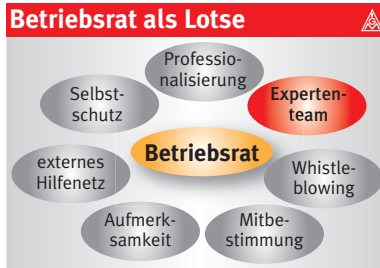 Betriebsrat als Lotse
Professio-
nalisierung
Selbst-
schutz
Experten-
team
Betriebsrat
externes
Hilfenetz
Whistle-
blowing
Aufmerk-
samkeit
Mitbe-
stimmung